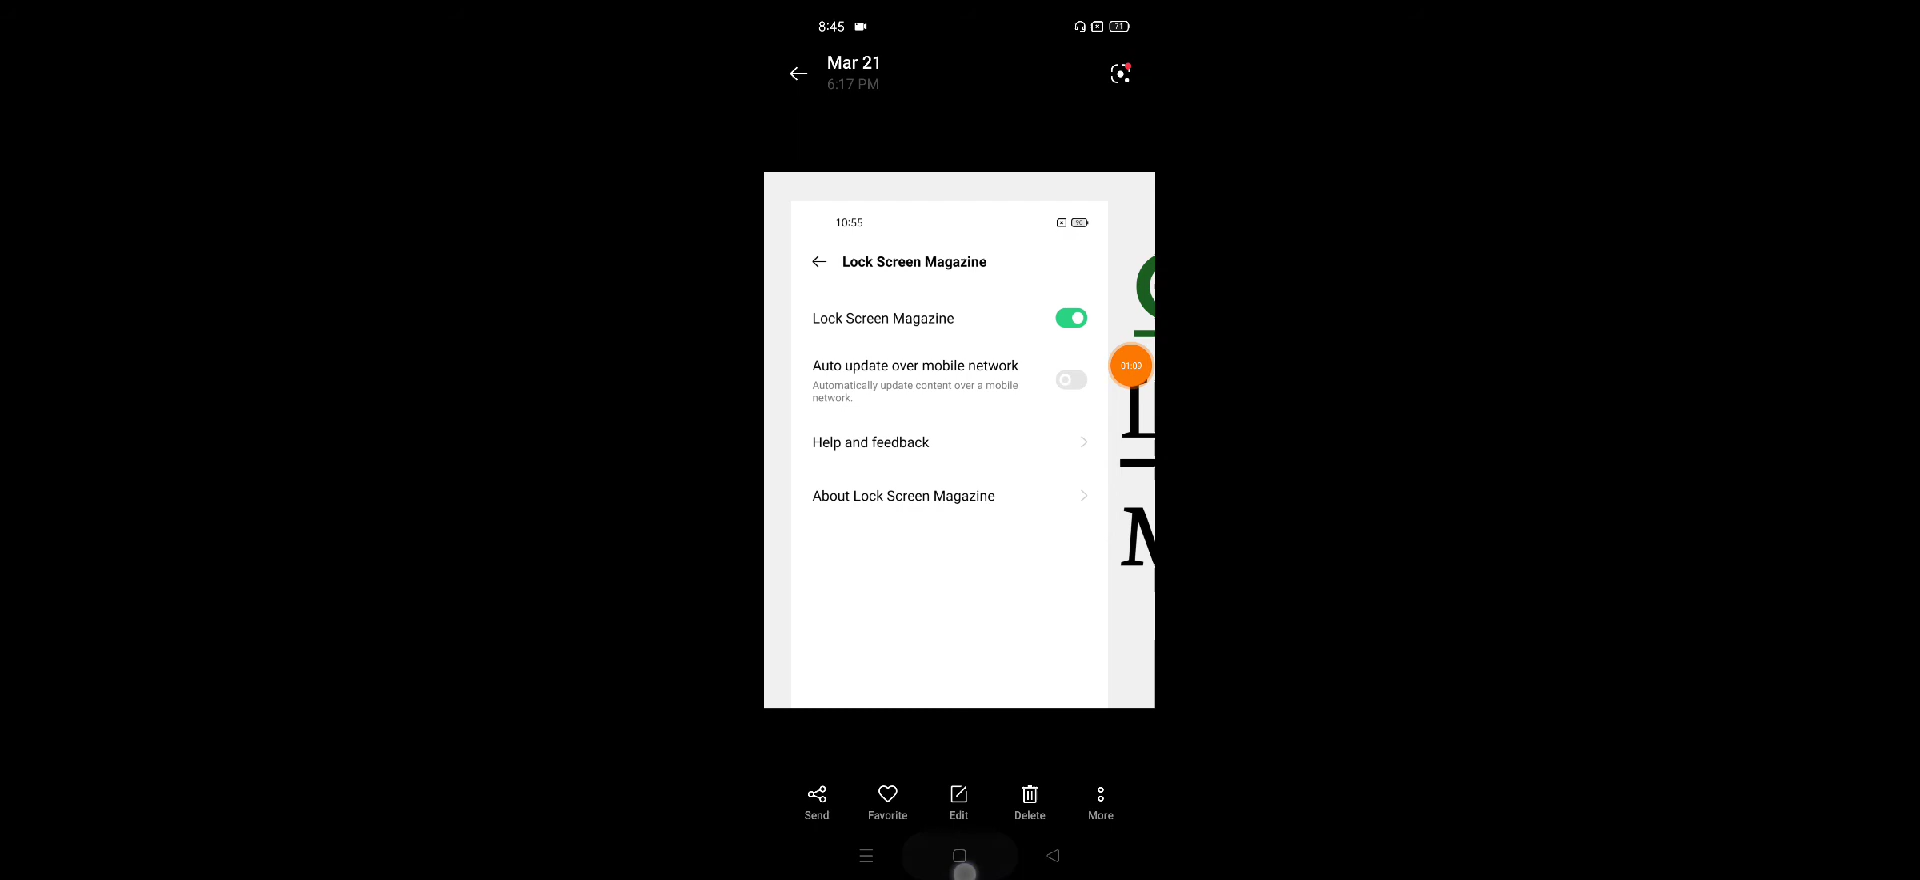 8:45
71
Mar 21
6:17 PM
10:55
Lock Screen Magazine
Lock Screen Magazine
Auto update over mobile network
Automatically update content over a mobile
network.
01:09
Help and feedback
About Lock Screen Magazine
M
Send Favorite Edit Delete More